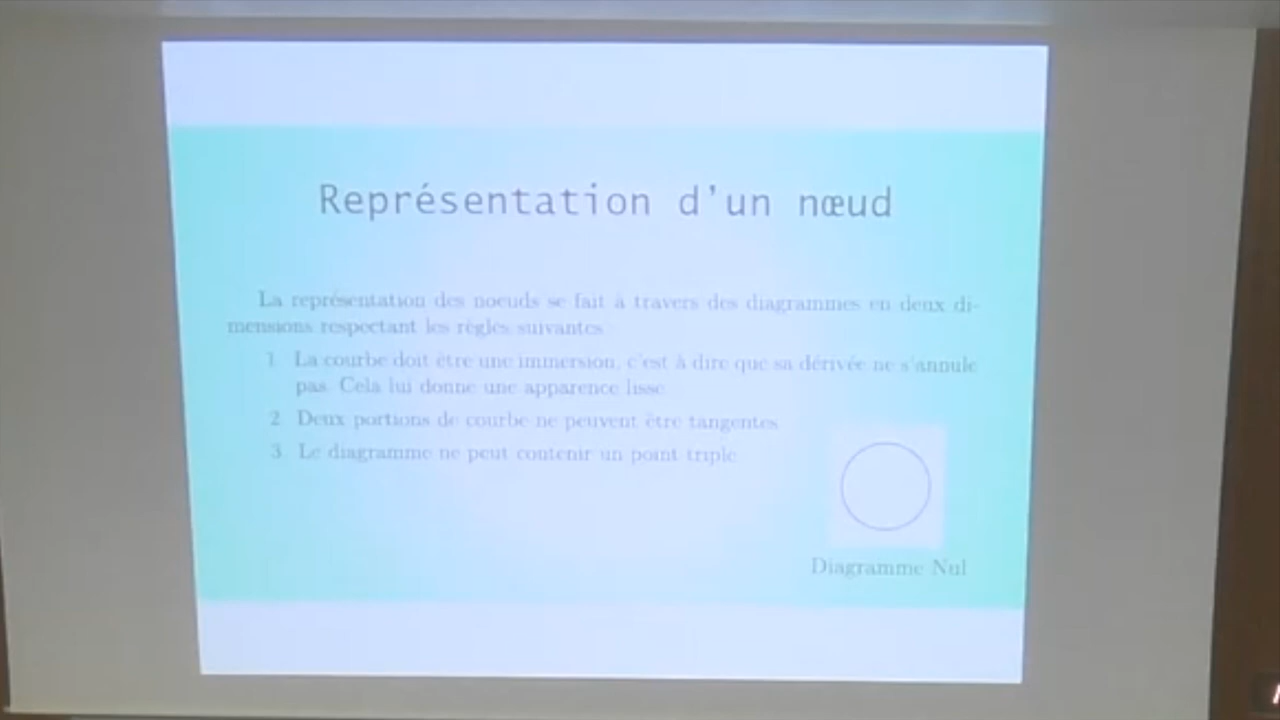 Représentation d'un nœud
La représentation des noeuds se fait à travers des diagrammes en deux di-
mensions respectant les règles suivantes
1. La courbe doit être une immersion, c'est à dire que sa dérivée ne s'annule
pas. Cela lui donne une apparence lisse
2. Deux portions de courbe ne peuvent être tangentes
3. Le diagramme ne peut contenir un point triple
Diagramme Nul